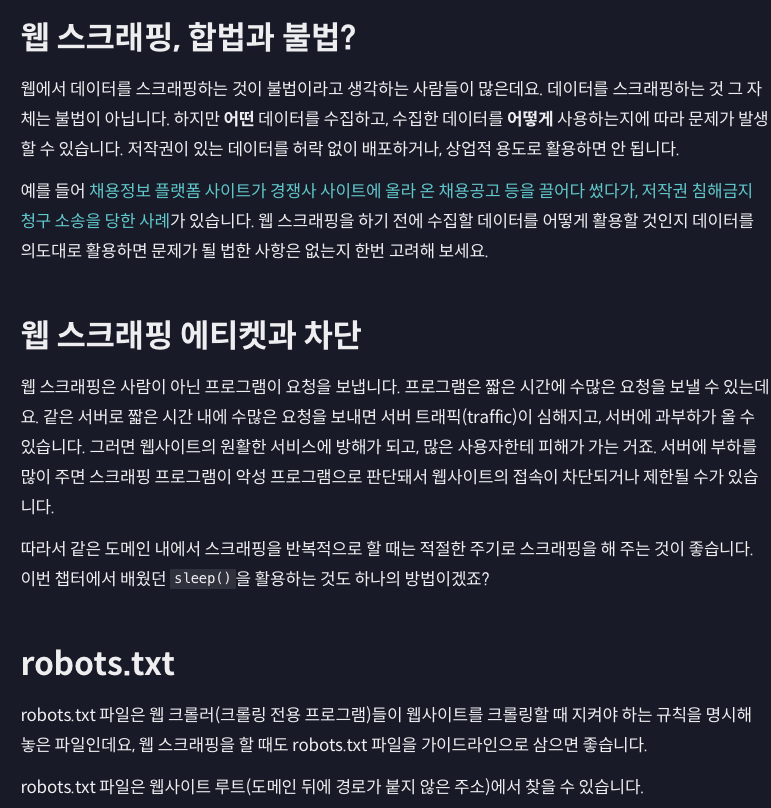 웹 스크래핑, 합법과 불법?
웹에서 데이터를 스크래핑하는 것이 불법이라고 생각하는 사람들이 많은데요. 데이터를 스크래핑하는 것 그 자
체는 불법이 아닙니다. 하지만 어떤 데이터를 수집하고, 수집한 데이터를 어떻게 사용하는지에 따라 문제가 발생
할 수 있습니다. 저작권이 있는 데이터를 허락 없이 배포하거나, 상업적 용도로 활용하면 안 됩니다.
예를 들어 채용정보 플랫폼 사이트가 경쟁사 사이트에 올라 온 채용공고 등을 끌어다 썼다가, 저작권 침해금지
청구 소송을 당한 사례가 있습니다. 웹 스크래핑을 하기 전에 수집할 데이터를 어떻게 활용할 것인지 데이터를
의도대로 활용하면 문제가 될 법한 사항은 없는지 한번 고려해 보세요.
웹 스크래핑 에티켓과 차단
웹 스크래핑은 사람이 아닌 프로그램이 요청을 보냅니다. 프로그램은 짧은 시간에 수많은 요청을 보낼 수 있는데
요. 같은 서버로 짧은 시간 내에 수많은 요청을 보내면 서버 트래픽(traffic)이 심해지고, 서버에 과부하가 올 수
있습니다. 그러면 웹사이트의 원활한 서비스에 방해가 되고, 많은 사용자한테 피해가 가는 거죠. 서버에 부하를
많이 주면 스크래핑 프로그램이 악성 프로그램으로 판단돼서 웹사이트의 접속이 차단되거나 제한될 수가 있습
니다.
따라서 같은 도메인 내에서 스크래핑을 반복적으로 할 때는 적절한 주기로 스크래핑을 해 주는 것이 좋습니다.
이번 챕터에서 배웠던 sleep()을 활용하는 것도 하나의 방법이겠죠?
robots.txt
robots.txt 파일은 웹 크롤러(크롤링 전용 프로그램)들이 웹사이트를 크롤링할 때 지켜야 하는 규칙을 명시해
놓은 파일인데요, 웹 스크래핑을 할 때도 robots.txt 파일을 가이드라인으로 삼으면 좋습니다.
robots.txt 파일은 웹사이트 루트(도메인 뒤에 경로가 붙지 않은 주소)에서 찾을 수 있습니다.